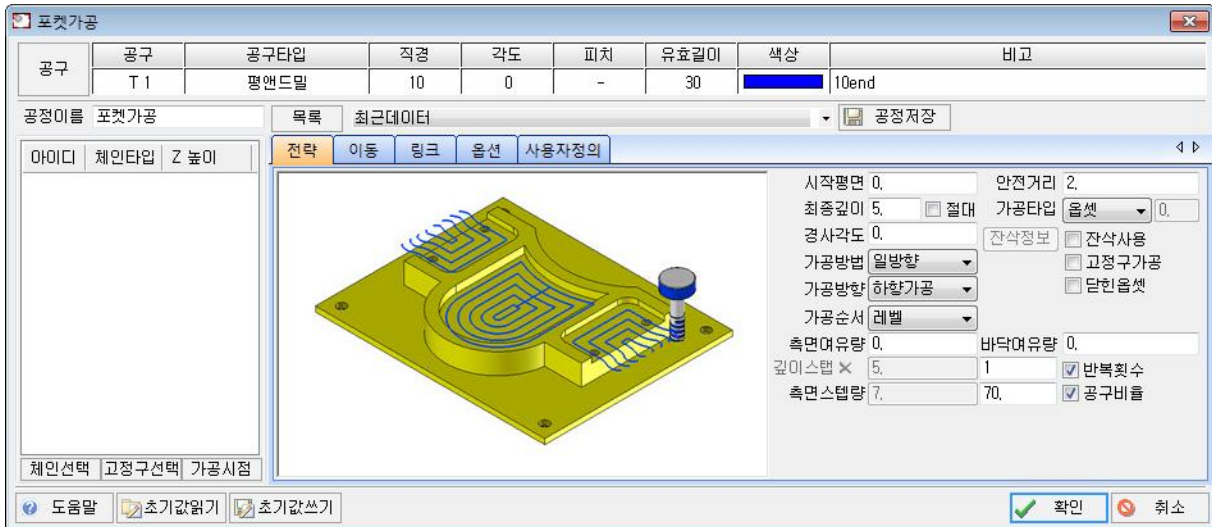 포켓가공
공구 공구 공구타입 직경 각도 피치 유효길이 색상 비고
T 1 평앤드밀 10 0 - 30 10end
공정이름 포켓가공 목록 최근데이터 공정저장
아이디 체인타입 Z 높이 전략 이동 링크 옵션 사용자정의
시작평면 0, 안전거리 2,
최종깊이 5, 절대 가공타입 옵셋 0,
경사각도 0, 잔삭정보 잔삭사용
가공방법 일방향 고정구가공
가공방향 하향가공 닫힌옵셋
가공순서 레벨
측면여유량 0, 바닥여유량 0,
깊이스탭 × 5, 1 반복횟수
측면스텝량 7, 70, 공구비율
체인선택 고정구선택 가공시점
도움말 초기값읽기 초기값쓰기 확인 취소